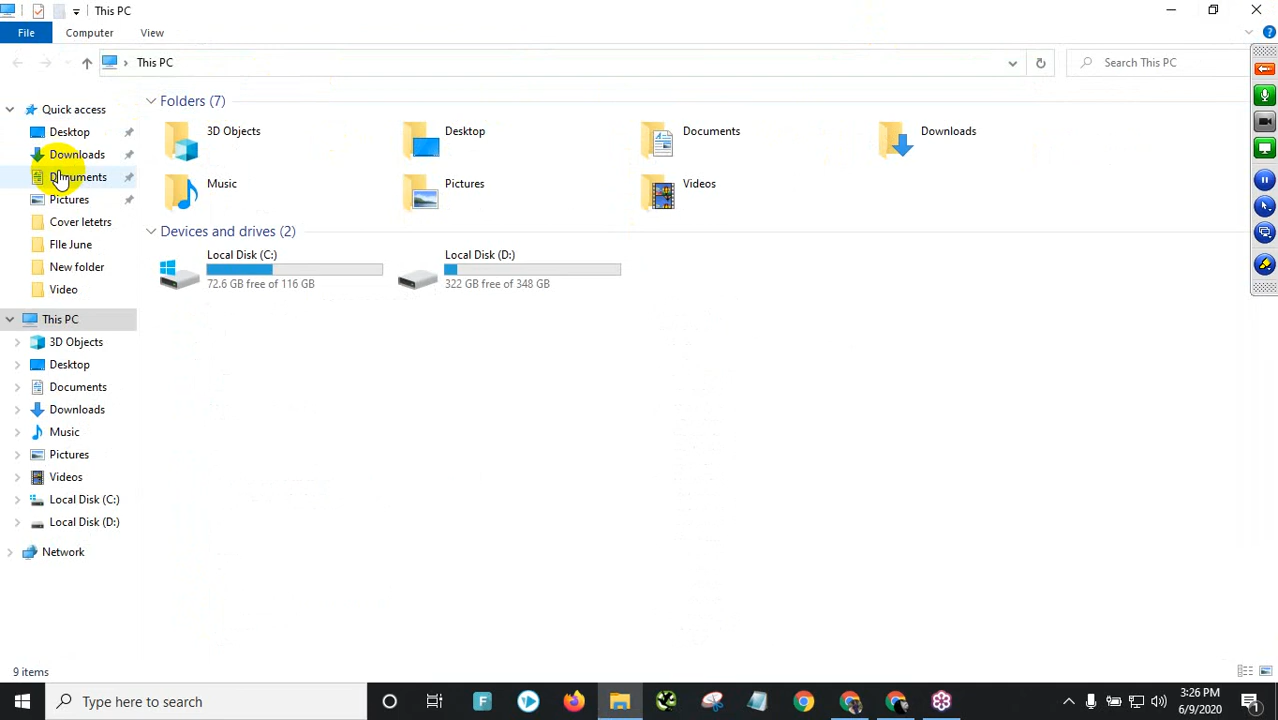 This PC
File
Computer
View
This PC
Search This PC
Quick access
Desktop
Downloads
Documents
Pictures
Cover letetrs
FIle June
New folder
Video
This PC
3D Objects
Desktop
Documents
Downloads
Music
Pictures
Videos
Local Disk (C:)
Local Disk (D:)
Network
Folders (7)
3D Objects
Desktop
Documents
Downloads
Music
Pictures
Videos
Devices and drives (2)
Local Disk (C:)
72.6 GB free of 116 GB
Local Disk (D:)
322 GB free of 348 GB
9 items
Type here to search
F
3:26 PM
6/9/2020
1